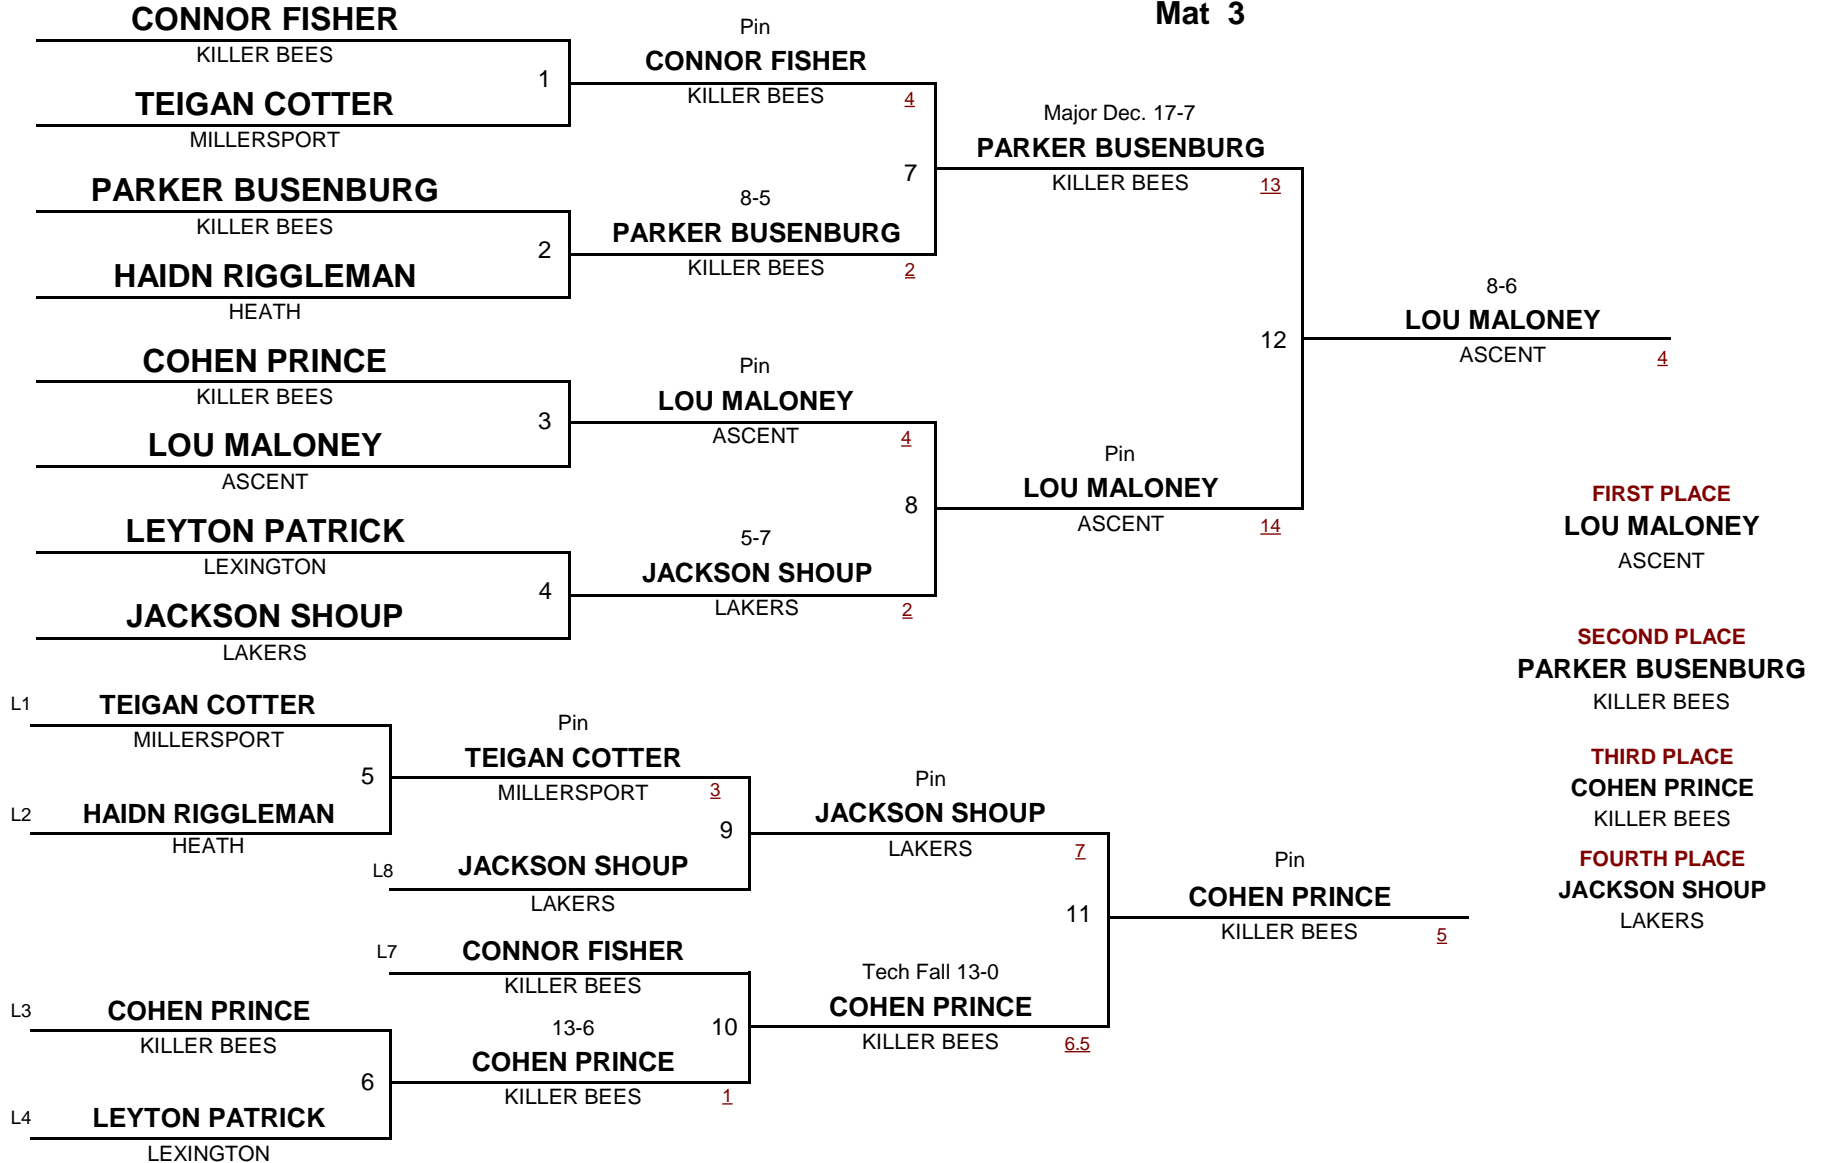 Mat 3
CONNOR FISHER
KILLER BEES
1
TEIGAN COTTER
MILLERSPORT
PARKER BUSENBURG
KILLER BEES
2
HAIDN RIGGLEMAN
HEATH
COHEN PRINCE
KILLER BEES
3
LOU MALONEY
ASCENT
LEYTON PATRICK
LEXINGTON
4
JACKSON SHOUP
LAKERS
Pin
CONNOR FISHER
KILLER BEES
4
7
8-5
PARKER BUSENBURG
KILLER BEES
2
Pin
LOU MALONEY
ASCENT
4
8
5-7
JACKSON SHOUP
LAKERS
2
Major Dec. 17-7
PARKER BUSENBURG
KILLER BEES
13
12
Pin
LOU MALONEY
ASCENT
14
8-6
LOU MALONEY
ASCENT
4
FIRST PLACE
LOU MALONEY
ASCENT
SECOND PLACE
PARKER BUSENBURG
KILLER BEES
THIRD PLACE
COHEN PRINCE
KILLER BEES
FOURTH PLACE
JACKSON SHOUP
LAKERS
L1
TEIGAN COTTER
MILLERSPORT
5
L2
HAIDN RIGGLEMAN
HEATH
Pin
TEIGAN COTTER
MILLERSPORT
3
9
L8
JACKSON SHOUP
LAKERS
L7
CONNOR FISHER
KILLER BEES
L3
COHEN PRINCE
KILLER BEES
6
L4
LEYTON PATRICK
LEXINGTON
13-6
10
COHEN PRINCE
KILLER BEES
1
Pin
JACKSON SHOUP
LAKERS
7
11
Tech Fall 13-0
COHEN PRINCE
KILLER BEES
6.5
Pin
COHEN PRINCE
KILLER BEES
5